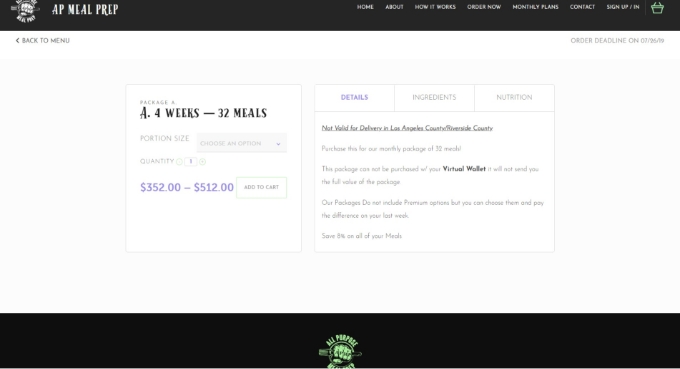 AP MEAL PREP
HOME ABOUT HOW IT WORKS ORDER NOW MONTHLY PLANS CONTACT SIGN UP / IN
BACK TO MENU
ORDER DEADLINE ON 07/26/19
PACKAGE A
A. 4 WEEKS — 32 MEALS
PORTION SIZE CHOOSE AN OPTION
QUANTITY - 1 +
$352.00 – $512.00 ADD TO CART
DETAILS INGREDIENTS NUTRITION
Not Valid for Delivery in Los Angeles County/Riverside County
Purchase this for our monthly package of 32 meals!
This package can not be purchased w/ your Virtual Wallet it will not send you
the full value of the package
Our Packages Do not include Premium options but you can choose them and pay
the difference on your last week.
Save 8% on all of your Meals
ALL PURPOSE